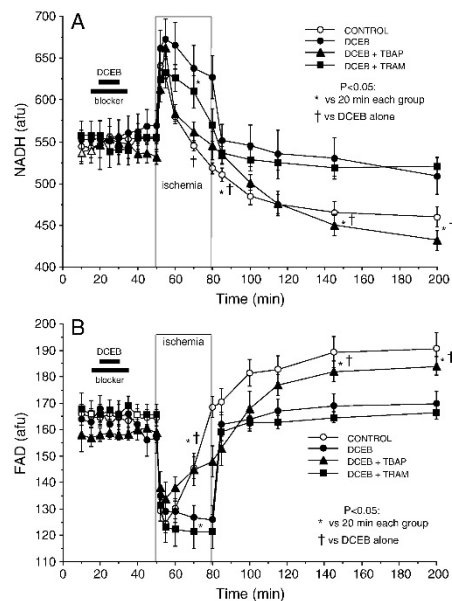 A
CONTROL
DCEB
DCEB + TBAP
DCEB + TRAM
P<0.05:
* vs 20 min each group
† vs DCEB alone
DCEB
blocker
NADH (afu)
700
650
600
550
500
450
400
*
†
ischemia
* †
* †
* †
0 20 40 60 80 100 120 140 160 180 200
Time (min)
B
ischemia
DCEB
blocker
FAD (afu)
210
200
190
180
170
160
150
140
130
120
110
* †
* †
* †
*
CONTROL
DCEB
DCEB + TBAP
DCEB + TRAM
P<0.05:
* vs 20 min each group
† vs DCEB alone
0 20 40 60 80 100 120 140 160 180 200
Time (min)